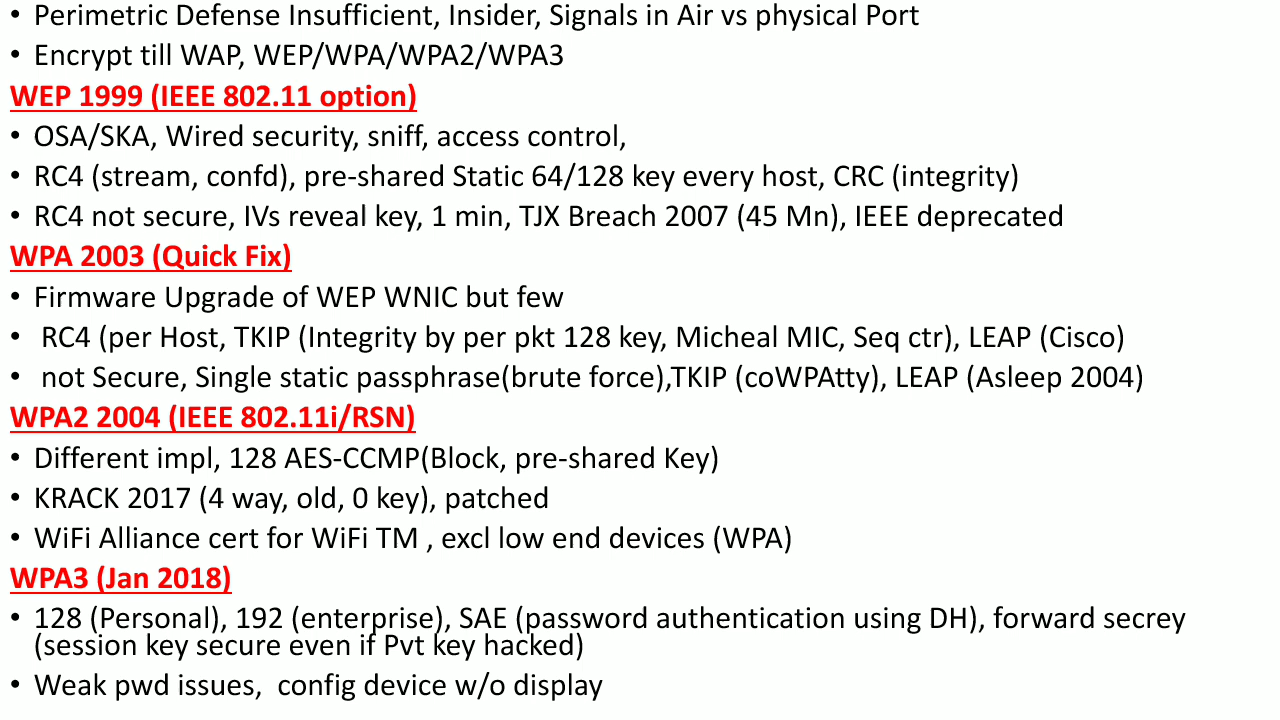 • Perimetric Defense Insufficient, Insider, Signals in Air vs physical Port
• Encrypt till WAP, WEP/WPA/WPA2/WPA3
WEP 1999 (IEEE 802.11 option)
• OSA/SKA, Wired security, sniff, access control,
• RC4 (stream, confd), pre-shared Static 64/128 key every host, CRC (integrity)
• RC4 not secure, IVs reveal key, 1 min, TJX Breach 2007 (45 Mn), IEEE deprecated
WPA 2003 (Quick Fix)
• Firmware Upgrade of WEP WNIC but few
• RC4 (per Host, TKIP (Integrity by per pkt 128 key, Micheal MIC, Seq ctr), LEAP (Cisco)
• not Secure, Single static passphrase(brute force),TKIP (coWPAtty), LEAP (Asleep 2004)
WPA2 2004 (IEEE 802.11i/RSN)
• Different impl, 128 AES-CCMP(Block, pre-shared Key)
• KRACK 2017 (4 way, old, 0 key), patched
• WiFi Alliance cert for WiFi TM , excl low end devices (WPA)
WPA3 (Jan 2018)
• 128 (Personal), 192 (enterprise), SAE (password authentication using DH), forward secrey
(session key secure even if Pvt key hacked)
• Weak pwd issues,  config device w/o display